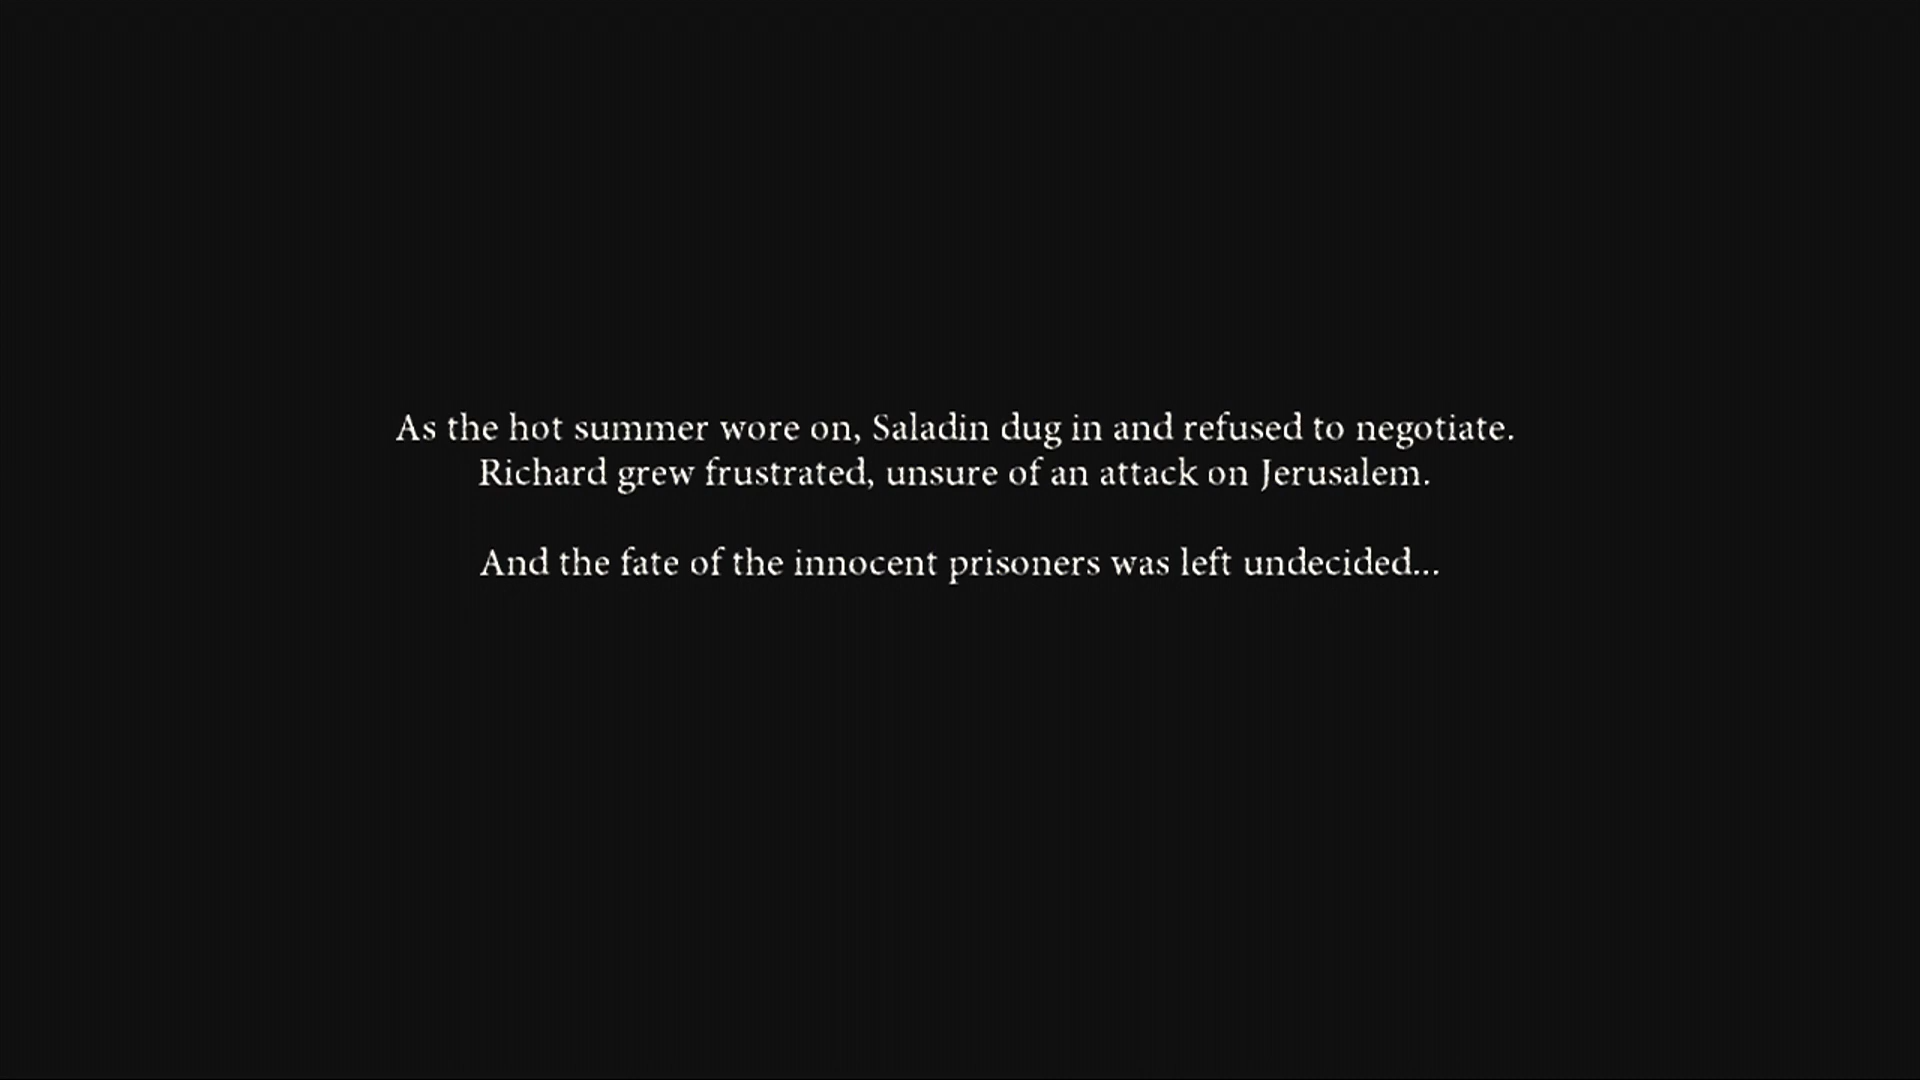 As the hot summer wore on, Saladin dug in and refused to negotiate.
Richard grew frustrated, unsure of an attack on Jerusalem.
And the fate of the innocent prisoners was left undecided...